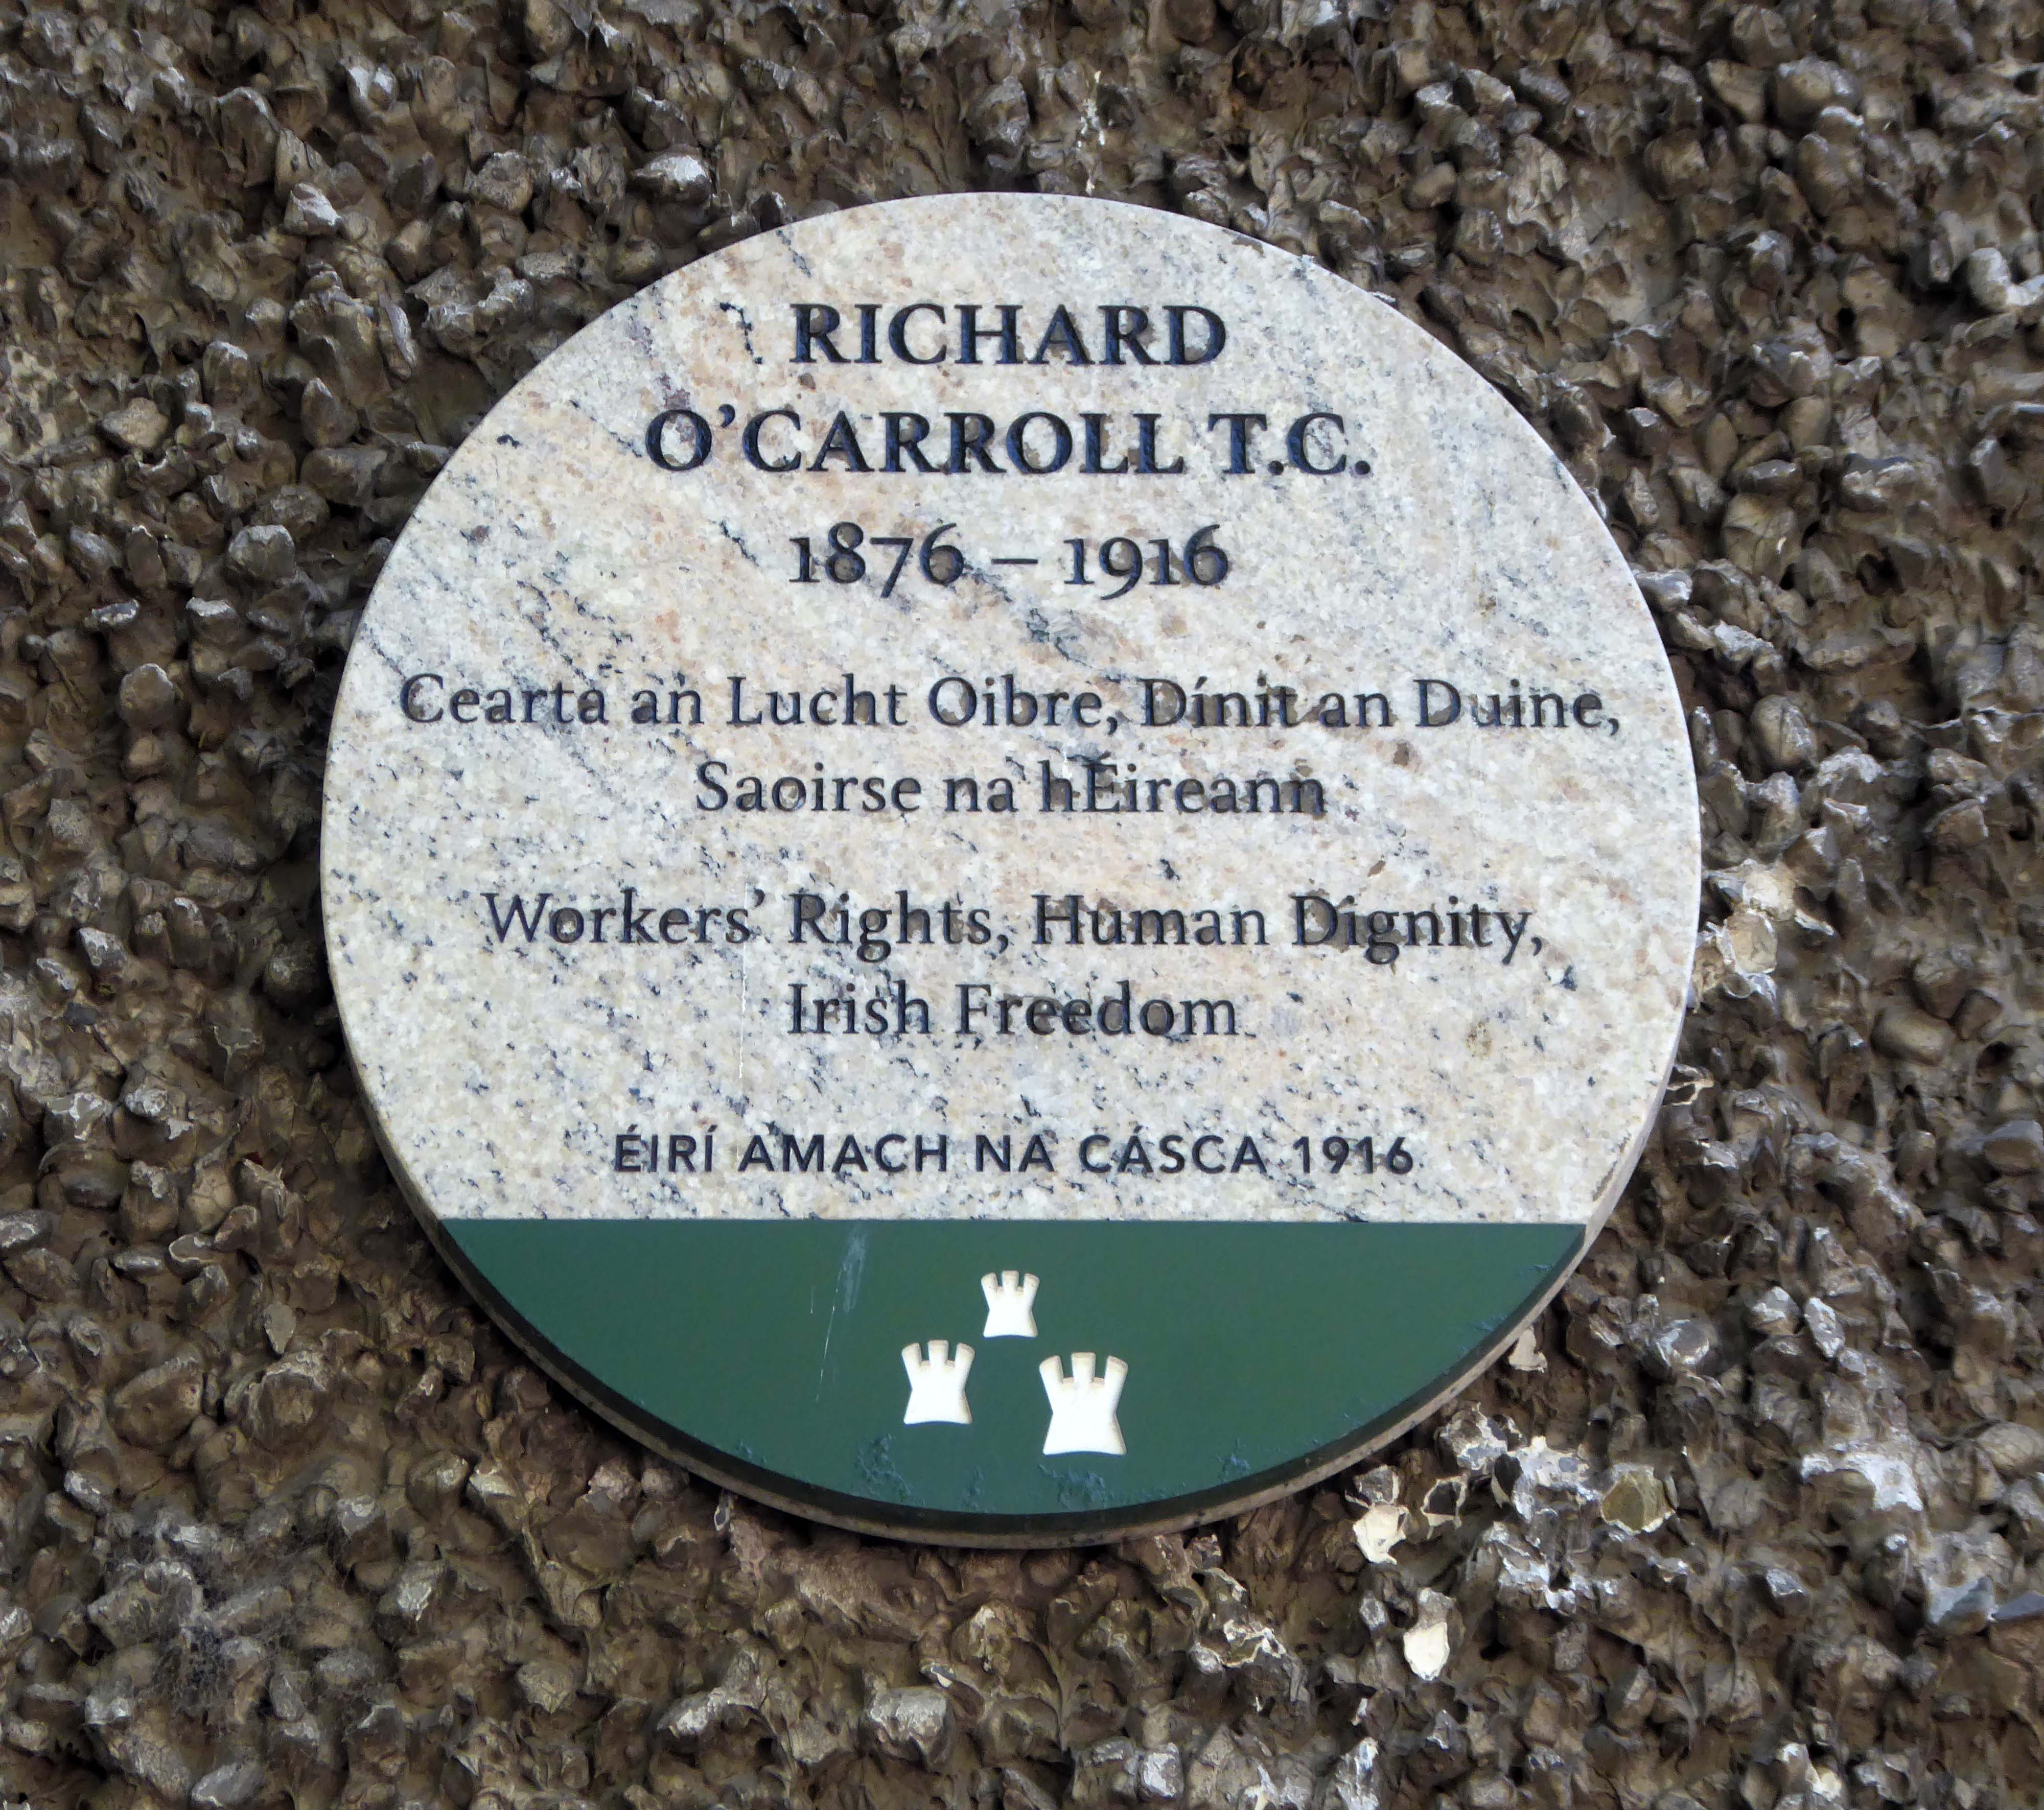 RICHARD
O'CARROLL T.C.
1876 – 1916
Cearta an Lucht Oibre, Dínit an Duine,
Saoirse na hÉireann
Workers' Rights, Human Dignity,
Irish Freedom
ÉIRÍ AMACH NA CÁSCA 1916